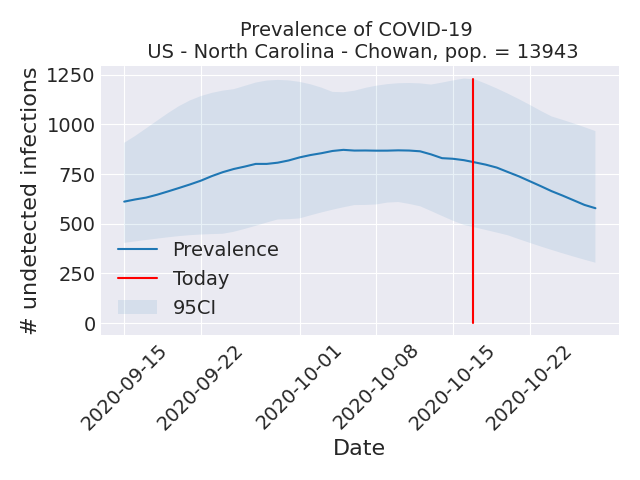 Prevalence of COVID-19
US - North Carolina - Chowan, pop. = 13943
# undetected infections
1250
1000
750
500
250
0
Prevalence
Today
95CI
2020-09-15
2020-09-22
2020-10-01
2020-10-08
2020-10-15
2020-10-22
Date